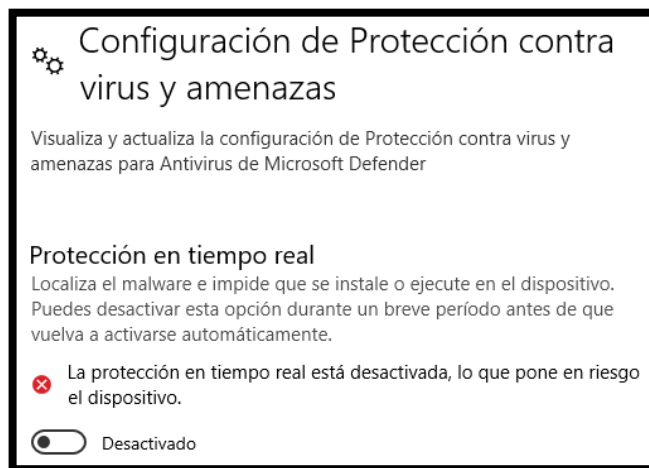 Configuración de Protección contra
virus y amenazas
Visualiza y actualiza la configuración de Protección contra virus y
amenazas para Antivirus de Microsoft Defender
Protección en tiempo real
Localiza el malware e impide que se instale o ejecute en el dispositivo.
Puedes desactivar esta opción durante un breve período antes de que
vuelva a activarse automáticamente.
La protección en tiempo real está desactivada, lo que pone en riesgo
el dispositivo.
Desactivado